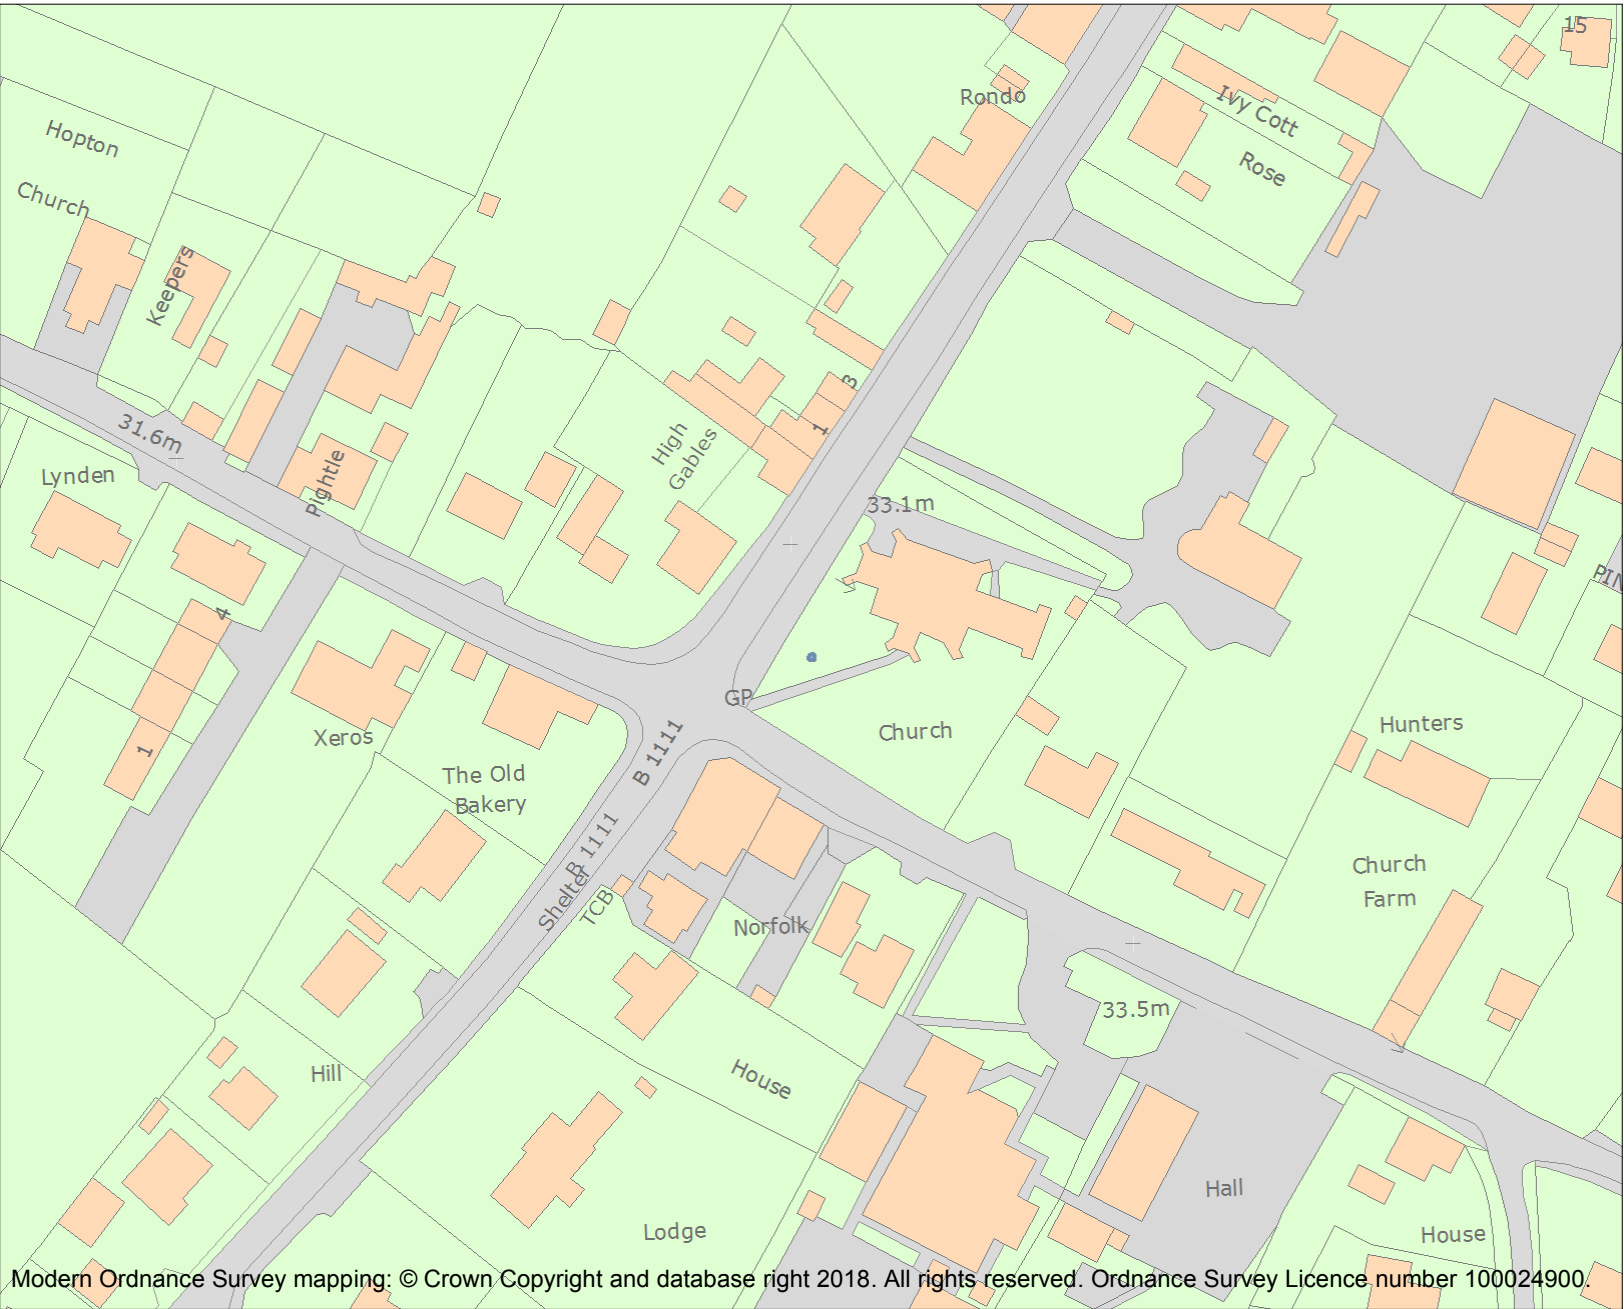 15
Rondo
Ivy Cott
Hopton
Rose
Church
Keepers
3
31.6m
1
High
Gables
Lynden
Pightle
33.1m
PIN
4
GP
Hunters
Church
B 1111
Xeros
1
The Old
Bakery
B 1111
Church
Farm
Shelter
TCB
Norfolk
33.5m
Hill
House
Hall
Lodge
House
Modern Ordnance Survey mapping: © Crown Copyright and database right 2018. All rights reserved. Ordnance Survey Licence number 100024900.